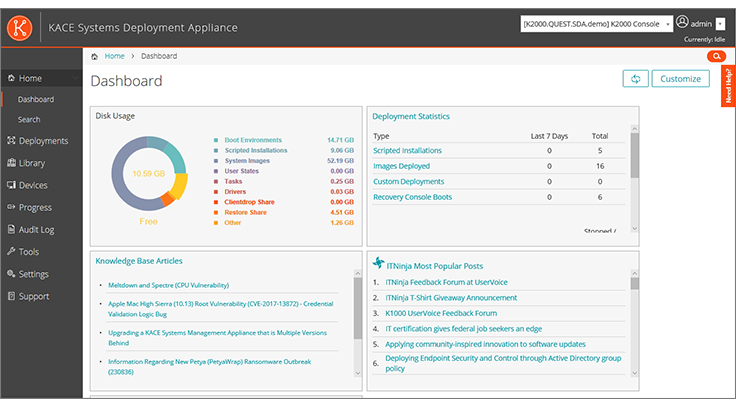 KACE Systems Deployment Appliance
[K2000.QUEST.SDA.demo] K2000 Console
admin
Currently: Idle
Home > Dashboard
Need Help?
Home
Dashboard
Search
Deployments
Library
Devices
Progress
Audit Log
Tools
Settings
Support
Dashboard
Customize
Disk Usage
10.59 GB
Free
Boot Environments 14.71 GB
Scripted Installations 9.06 GB
System Images 52.19 GB
User States 0.00 GB
Tasks 0.25 GB
Drivers 0.03 GB
Clientdrop Share 0.00 GB
Restore Share 4.51 GB
Other 1.26 GB
Deployment Statistics
Type Last 7 Days Total
Scripted Installations 0 5
Images Deployed 0 16
Custom Deployments 0 0
Recovery Console Boots 0 6
Stopped /
Knowledge Base Articles
• Meltdown and Spectre (CPU Vulnerability)
• Apple Mac High Sierra (10.13) Root Vulnerability (CVE-2017-13872) - Credential
Validation Logic Bug
• Upgrading a KACE Systems Management Appliance that is Multiple Versions
Behind
• Information Regarding New Petya (PetyaWrap) Ransomware Outbreak
(230836)
ITNinja Most Popular Posts
1. ITNinja Feedback Forum at UserVoice
2. ITNinja T-Shirt Giveaway Announcement
3. K1000 UserVoice Feedback Forum
4. IT certification gives federal job seekers an edge
5. Applying community-inspired innovation to software updates
6. Deploying Endpoint Security and Control through Active Directory group
policy